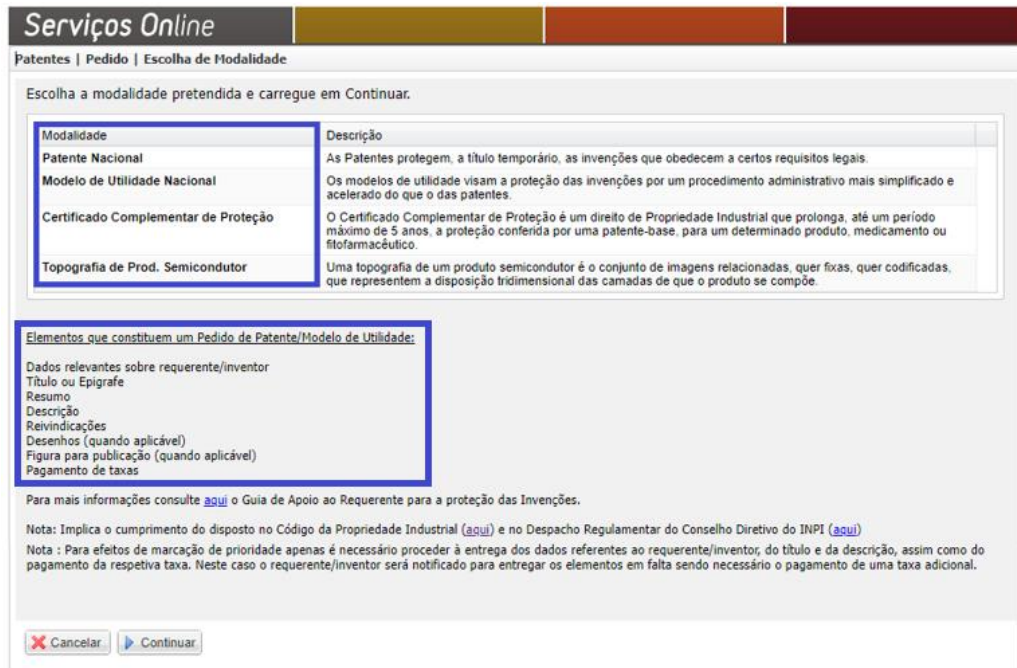 Serviços Online
Patentes | Pedido | Escolha de Modalidade
Escolha a modalidade pretendida e carregue em Continuar.
Modalidade Descrição
Patente Nacional As Patentes protegem, a título temporário, as invenções que obedecem a certos requisitos legais.
Modelo de Utilidade Nacional Os modelos de utilidade visam a proteção das invenções por um procedimento administrativo mais simplificado e
acelerado do que o das patentes.
Certificado Complementar de Proteção O Certificado Complementar de Proteção é um direito de Propriedade Industrial que prolonga, até um período
máximo de 5 anos, a proteção conferida por uma patente-base, para um determinado produto, medicamento ou
fitofarmacêutico.
Topografia de Prod. Semicondutor Uma topografia de um produto semicondutor é o conjunto de imagens relacionadas, quer fixas, quer codificadas,
que representem a disposição tridimensional das camadas de que o produto se compõe.
Elementos que constituem um Pedido de Patente/Modelo de Utilidade:
Dados relevantes sobre requerente/inventor
Título ou Epigrafe
Resumo
Descrição
Reivindicações
Desenhos (quando aplicável)
Figura para publicação (quando aplicável)
Pagamento de taxas
Para mais informações consulte aqui o Guia de Apoio ao Requerente para a proteção das Invenções.
Nota: Implica o cumprimento do disposto no Código da Propriedade Industrial (aqui) e no Despacho Regulamentar do Conselho Diretivo do INPI (aqui)
Nota : Para efeitos de marcação de prioridade apenas é necessário proceder à entrega dos dados referentes ao requerente/inventor, do título e da descrição, assim como do
pagamento da respetiva taxa. Neste caso o requerente/inventor será notificado para entregar os elementos em falta sendo necessário o pagamento de uma taxa adicional.
Cancelar Continuar